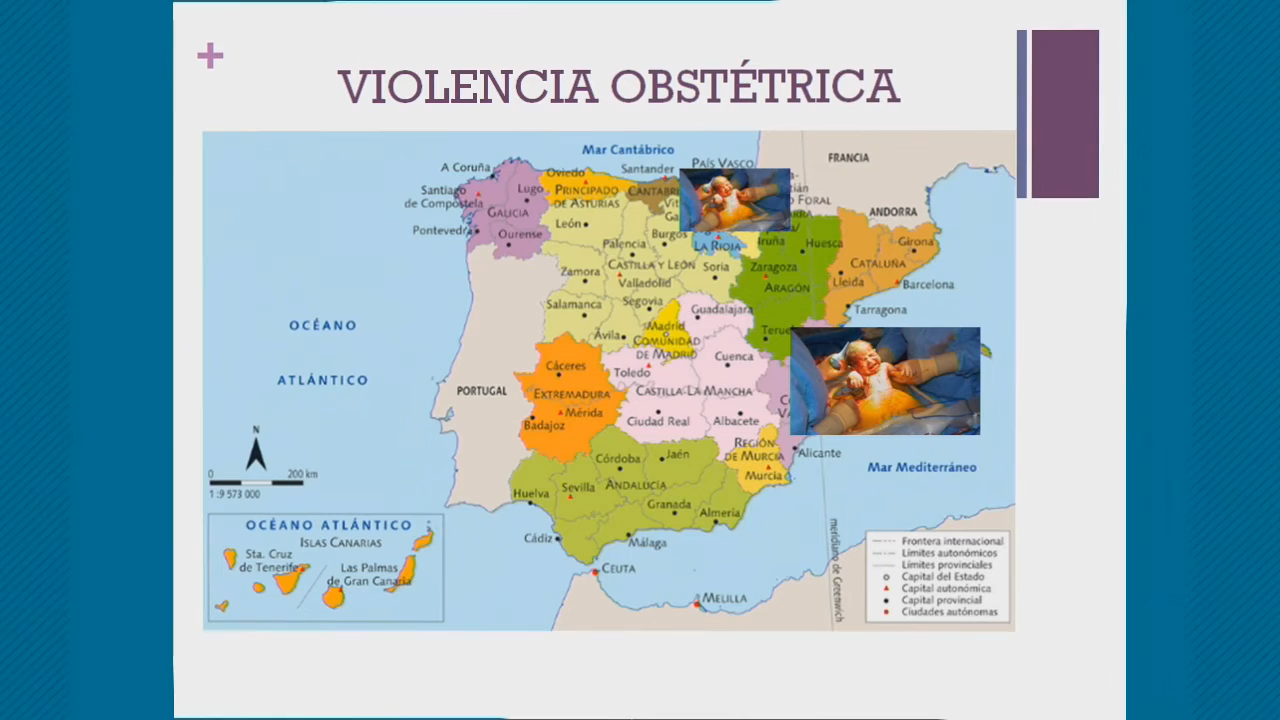 +
VIOLENCIA OBSTÉTRICA
Mar Cantábrico
FRANCIA
ANDORRA
A Coruña
Santiago
de Compostela
Lugo
GALICIA
Pontevedra
Ourense
Oviedo
PRINCIPADO
DE ASTURIAS
Santander
CANTABRI
PAÍS VASCO
Vit
Ga
LA RIOJA
León
Palencia
Burgos
CASTILLA Y LEÓN
Zamora
Valladolid
Soria
Salamanca
Segovia
Ávila
Huesca
Zaragoza
ARAGÓN
Teruel
Girona
CATALUÑA
Lleida
Barcelona
Tarragona
Guadalajara
Madrid
COMUNIDAD
DE MADRID
Cuenca
Toledo
CASTILLA-LA MANCHA
Ciudad Real
Albacete
Cáceres
EXTREMADURA
Mérida
Badajoz
PORTUGAL
OCÉANO
ATLÁNTICO
REGIÓN
DE MURCIA
Murcia
Alicante
Mar Mediterráneo
Córdoba
Jaén
Huelva
Sevilla
ANDALUCÍA
Granada
Almería
Cádiz
Málaga
CEUTA
MELILLA
meridiano de Greenwich
N
0 200 km
1 :9 573 000
OCÉANO ATLÁNTICO
ISLAS CANARIAS
Sta. Cruz
de Tenerife
Las Palmas
de Gran Canaria
Frontera internacional
Límites autonómicos
Límites provinciales
Capital del Estado
Capital autonómica
Capital provincial
Ciudades autónomas